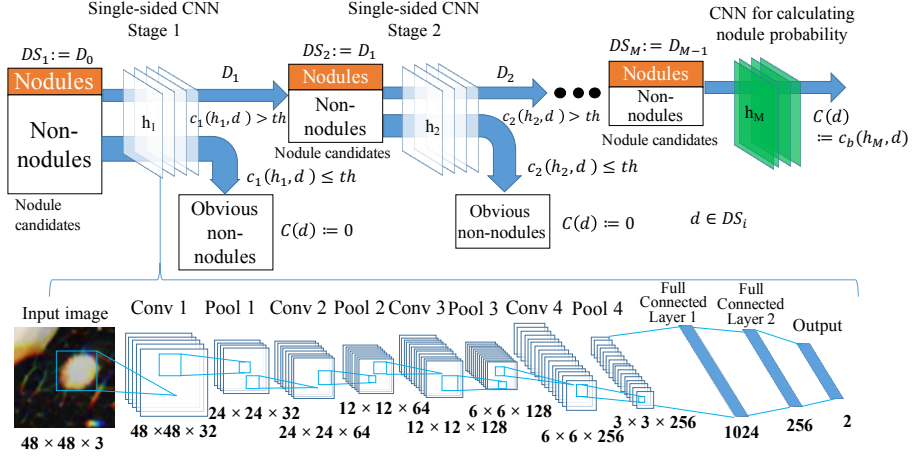 Single-sided CNN
Stage 1
Single-sided CNN
Stage 2
CNN for calculating
nodule probability
DS₁ := D₀
DS₂ := D₁
DS_M := D_{M−1}
Nodules
Non-
nodules
Nodule
candidates
h₁
D₁
c₁(h₁, d) > th
c₁(h₁, d) ≤ th
Obvious
non-
nodules
C(d) := 0
Nodules
Non-
nodules
Nodule candidates
h₂
D₂
c₂(h₂, d) > th
c₂(h₂, d) ≤ th
Obvious
non-nodules
C(d) := 0
Nodules
Non-
nodules
Nodule candidates
h_M
C(d)
:= c_b(h_M, d)
d ∈ DS_i
Input image
Conv 1
Pool 1
Conv 2
Pool 2
Conv 3
Pool 3
Conv 4
Pool 4
Full
Connected
Layer 1
Full
Connected
Layer 2
Output
48 × 48 × 3
48 × 48 × 32
24 × 24 × 32
24 × 24 × 64
12 × 12 × 64
12 × 12 × 128
6 × 6 × 128
6 × 6 × 256
3 × 3 × 256
1024
256
2